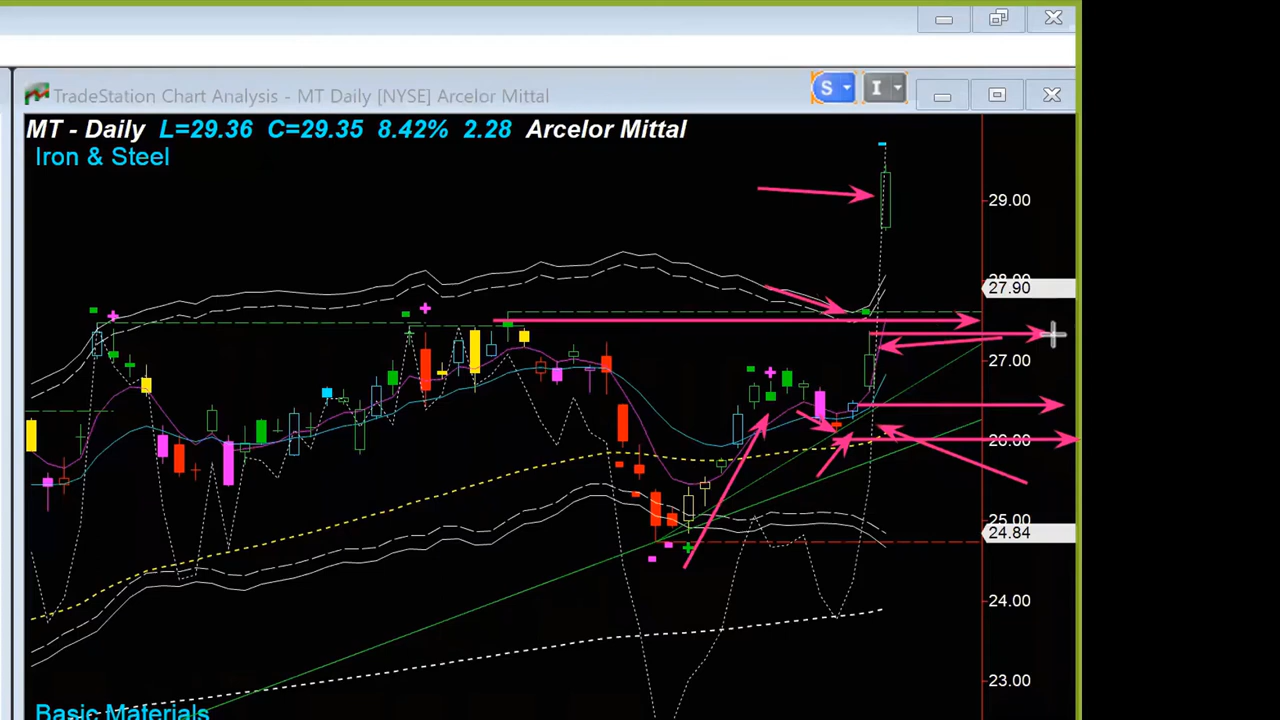 TradeStation Chart Analysis - MT Daily [NYSE] Arcelor Mittal
S
I
MT - Daily L=29.36 C=29.35 8.42% 2.28 Arcelor Mittal
Iron & Steel
29.00
28.00
27.90
27.00
26.00
25.00
24.84
24.00
23.00
Basic Materials